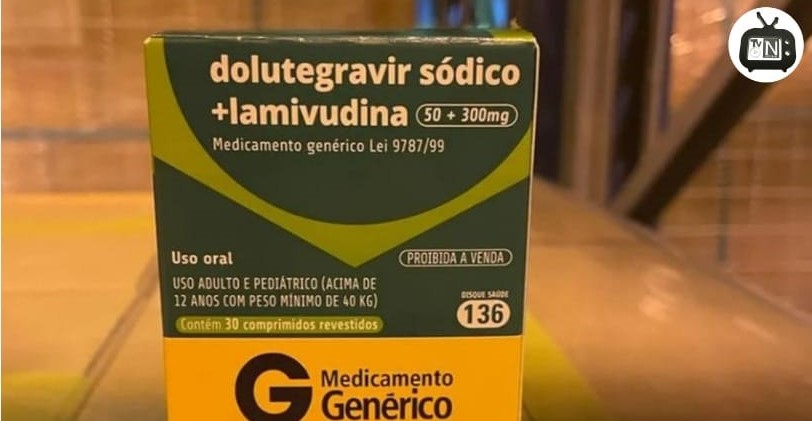 dolutegravir sódico
+lamivudina 50 + 300mg
Medicamento genérico Lei 9787/99
Uso oral
PROIBIDA A VENDA
USO ADULTO E PEDIÁTRICO (ACIMA DE
12 ANOS COM PESO MÍNIMO DE 40 KG)
DISQUE SAÚDE
136
Contém 30 comprimidos revestidos
G Medicamento
Genérico
TV
N